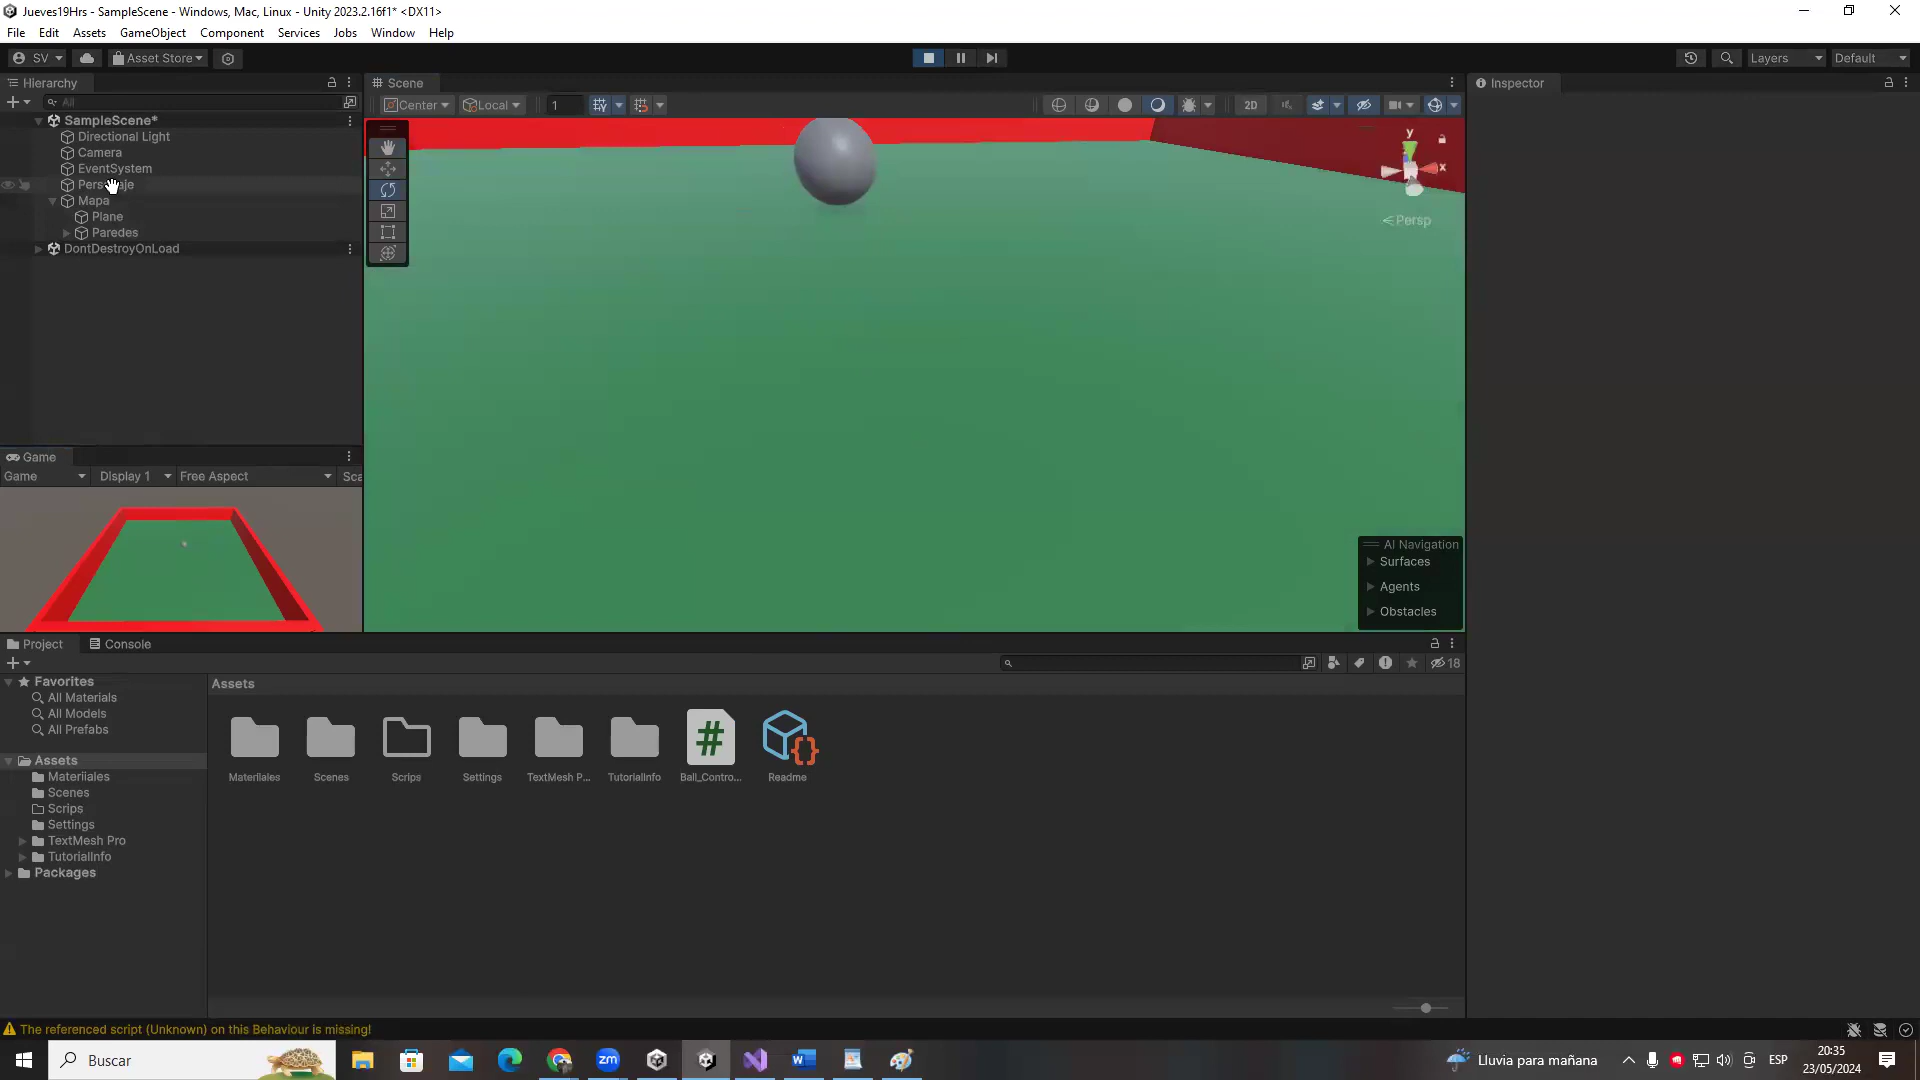 Jueves19Hrs - SampleScene - Windows, Mac, Linux - Unity 2023.2.16f1* <DX11>
File Edit Assets GameObject Component Services Jobs Window Help
SV Asset Store Layers Default
Hierarchy Scene Inspector
All Center Local 1 2D
SampleScene*
Directional Light
Camera
EventSystem
Mapa
Plane
Paredes
DontDestroyOnLoad
y
x
Persp
Game
Game Display 1 Free Aspect Sca
AI Navigation
Surfaces
Agents
Obstacles
Project Console
18
Favorites
All Materials
All Models
All Prefabs
Assets
Materiiales
Scenes
Scrips
Settings
TextMesh Pro
TutorialInfo
Packages
Assets
Materiiales Scenes Scrips Settings TextMesh P... TutorialInfo Ball_Contro... Readme
The referenced script (Unknown) on this Behaviour is missing!
Buscar
Lluvia para mañana
ESP
20:35
23/05/2024